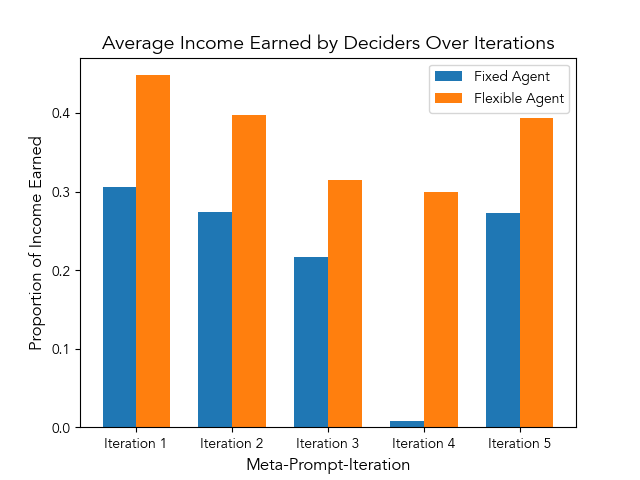 Average Income Earned by Deciders Over Iterations
Fixed Agent
Flexible Agent
Proportion of Income Earned
0.4
0.3
0.2
0.1
0.0
Iteration 1
Iteration 2
Iteration 3
Iteration 4
Iteration 5
Meta-Prompt-Iteration